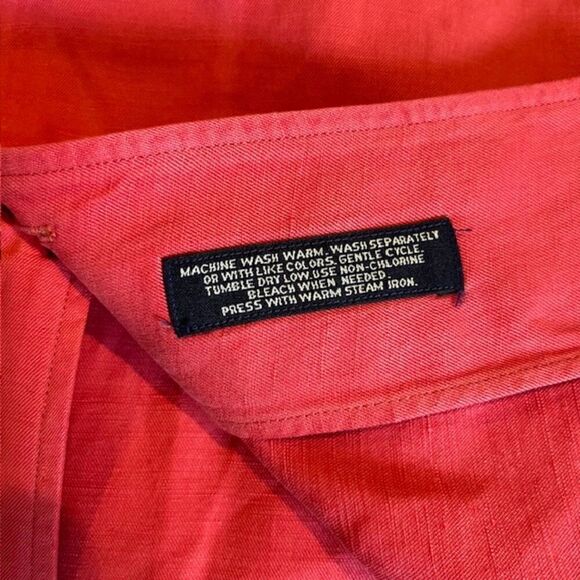 MACHINE WASH WARM. WASH SEPARATELY
OR WITH LIKE COLORS. GENTLE CYCLE.
TUMBLE DRY LOW. USE NON-CHLORINE
BLEACH WHEN NEEDED.
PRESS WITH WARM STEAM IRON.